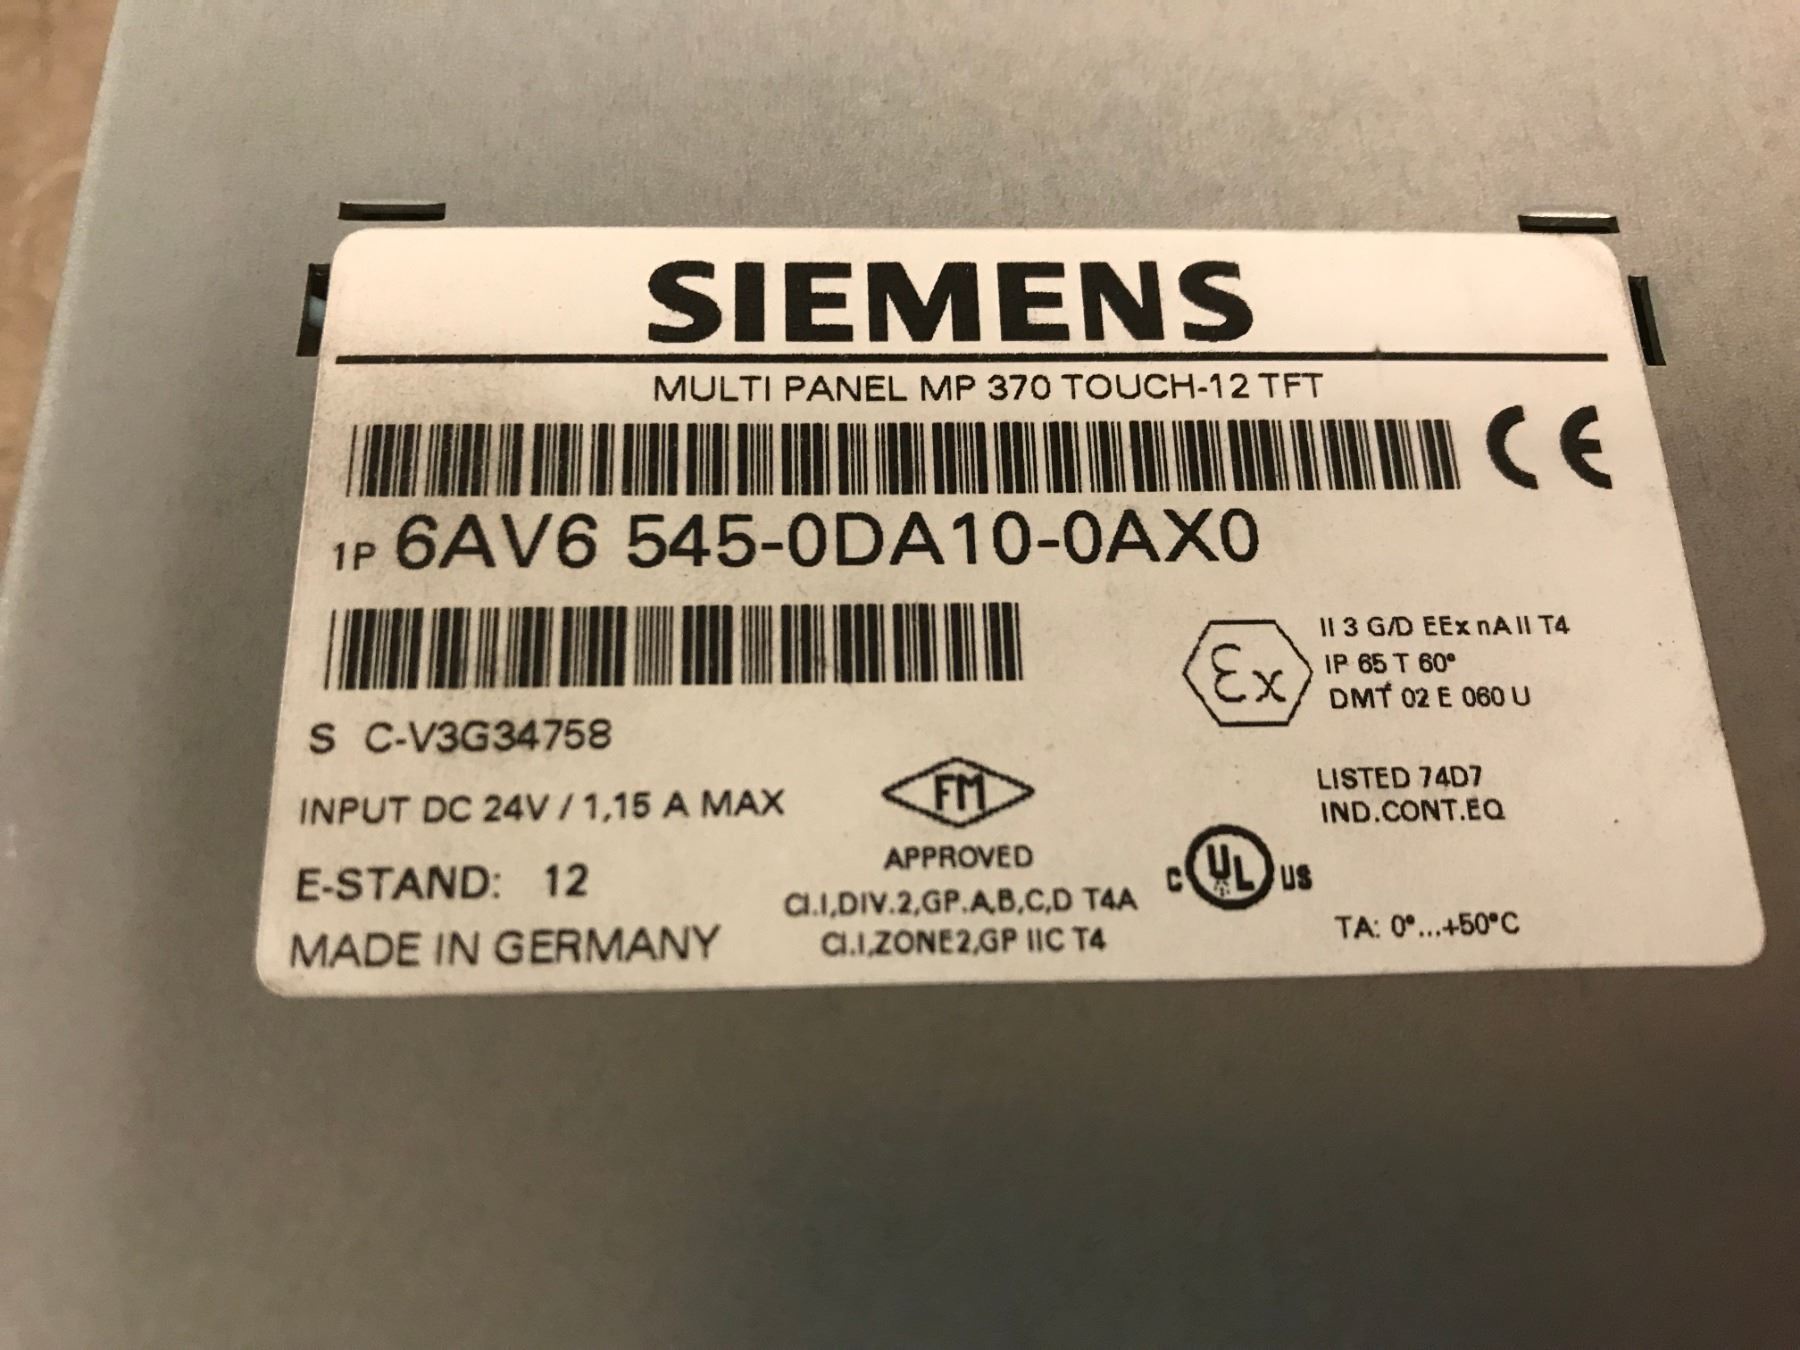 SIEMENS
MULTI PANEL MP 370 TOUCH-12 TFT
CE
1P 6AV6 545-0DA10-0AX0
Ex
II 3 G/D EEx nA II T4
IP 65 T 60°
DMT 02 E 060 U
S C-V3G34758
INPUT DC 24V / 1,15 A MAX
FM
APPROVED
CI.I,DIV.2,GP.A,B,C,D T4A
CI.I,ZONE2,GP IIC T4
LISTED 74D7
IND.CONT.EQ
C UL US
E-STAND: 12
MADE IN GERMANY
TA: 0°...+50°C